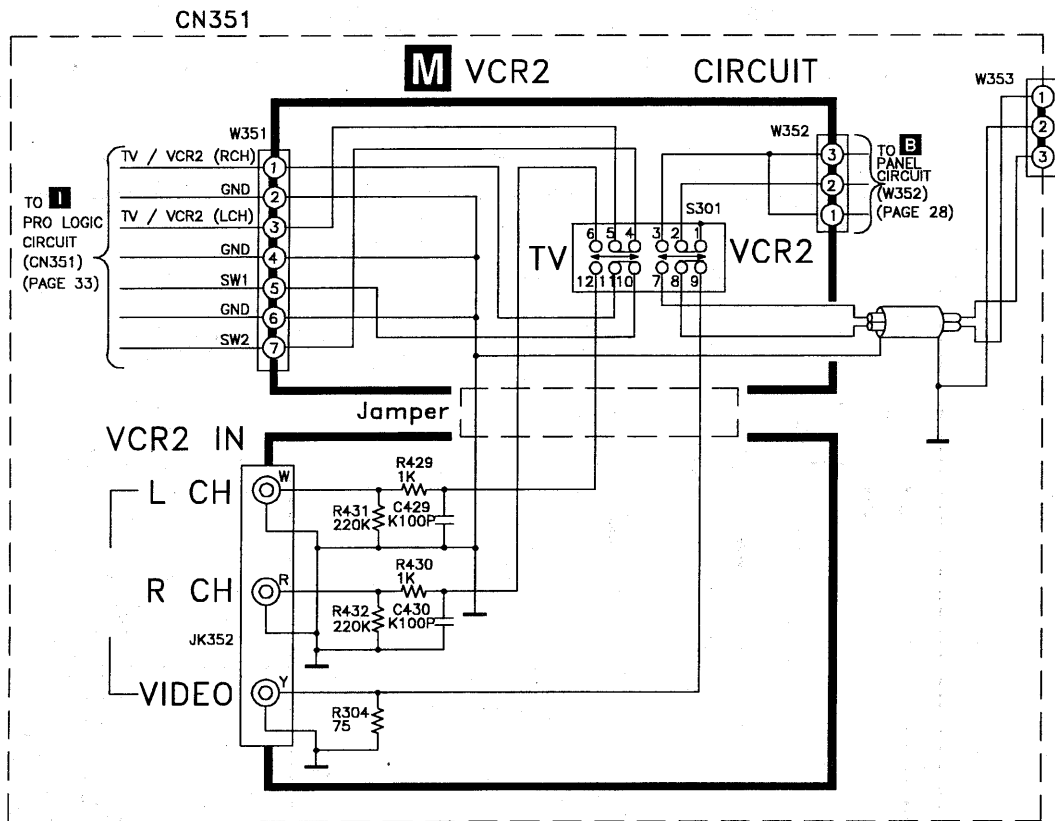 CN351
M VCR2 CIRCUIT
W353
1
2
3
W351
TV / VCR2 (RCH)
1
GND
2
TV / VCR2 (LCH)
3
GND
4
SW1
5
GND
6
SW2
7
TO I
PRO LOGIC
CIRCUIT
(CN351)
(PAGE 33)
W352
3
2
1
TO B
PANEL
CIRCUIT
(W352)
(PAGE 28)
S301
6 5 4 3 2 1
TV VCR2
12 11 10 7 8 9
Jamper
VCR2 IN
L CH
W
R429
1K
R431
220K
C429
K100P
R CH
R
R430
1K
R432
220K
C430
K100P
JK352
VIDEO
Y
R304
75